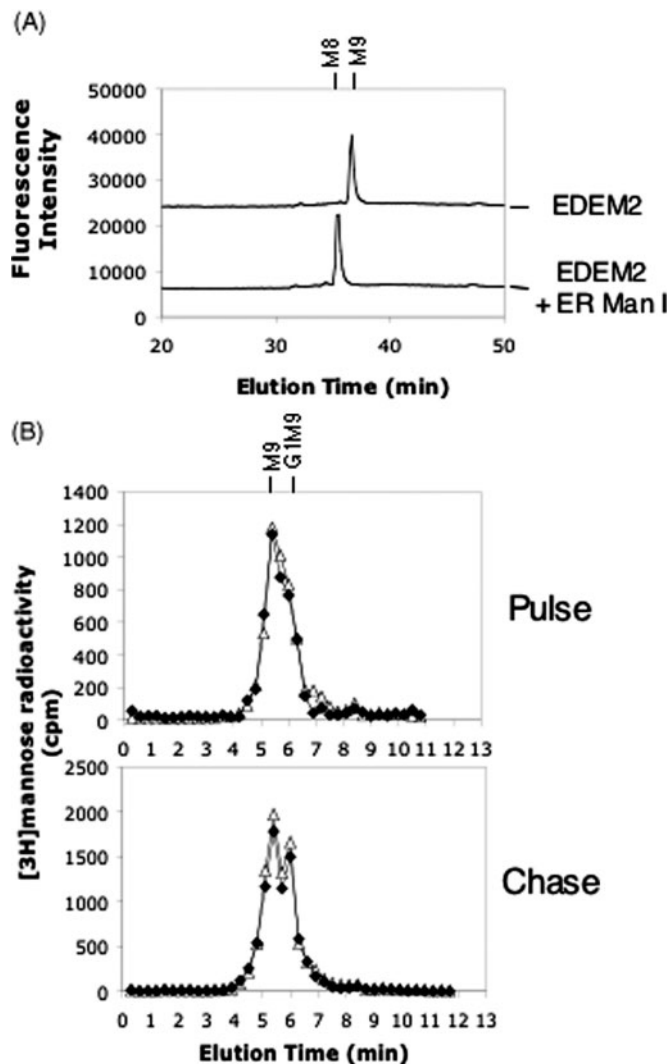 (A)
M8
M9
50000
40000
30000
20000
10000
0
Fluorescence
Intensity
EDEM2
EDEM2
+ ER Man I
20 30 40 50
Elution Time (min)
(B)
M9
G1M9
1400
1200
1000
800
600
400
200
0
Pulse
0 1 2 3 4 5 6 7 8 9 10 11 12 13
[3H]mannose radioactivity
(cpm)
2500
2000
1500
1000
500
0
Chase
0 1 2 3 4 5 6 7 8 9 10 11 12 13
Elution Time (min)